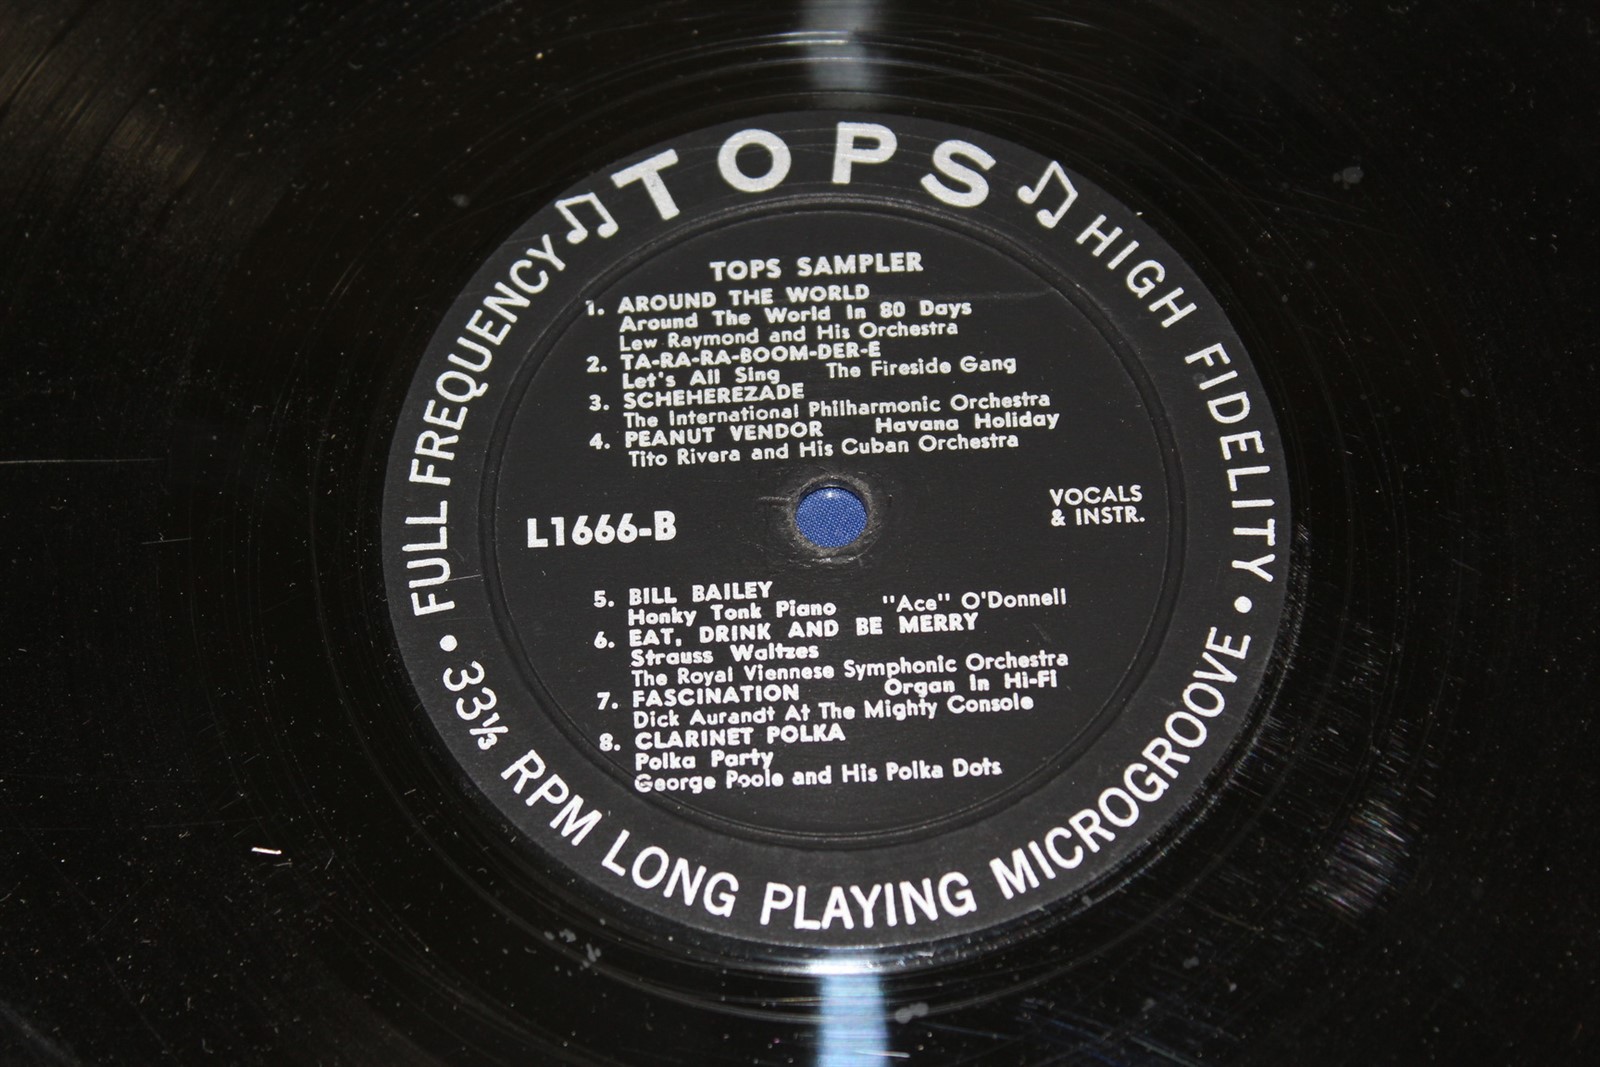 ♫ TOPS ♫
FULL FREQUENCY
HIGH FIDELITY
TOPS SAMPLER
1. AROUND THE WORLD
Around The World In 80 Days
Lew Raymond and His Orchestra
2. TA-RA-RA-BOOM-DER-E
Let's All Sing The Fireside Gang
3. SCHEHEREZADE
The International Philharmonic Orchestra
4. PEANUT VENDOR Havana Holiday
Tito Rivera and His Cuban Orchestra
VOCALS
& INSTR.
L1666-B
5. BILL BAILEY
Honky Tonk Piano "Ace" O'Donnell
6. EAT, DRINK AND BE MERRY
Strauss Waltzes
The Royal Viennese Symphonic Orchestra
7. FASCINATION Organ In Hi-Fi
Dick Aurandt At The Mighty Console
8. CLARINET POLKA
Polka Party
George Poole and His Polka Dots
• 33⅓ RPM LONG PLAYING MICROGROOVE •